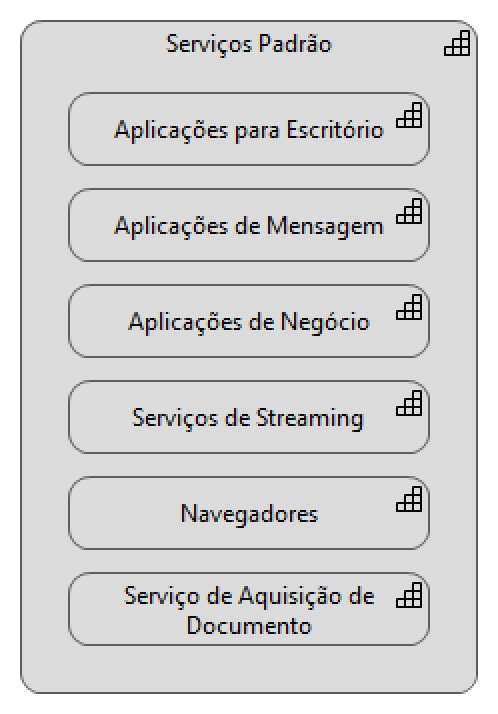 Serviços Padrão
Aplicações para Escritório
Aplicações de Mensagem
Aplicações de Negócio
Serviços de Streaming
Navegadores
Serviço de Aquisição de
Documento